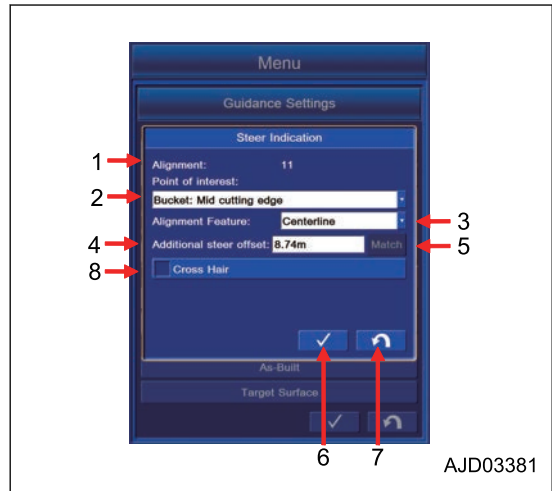 Menu
Guidance Settings
Steer Indication
1 Alignment: 11
Point of interest:
2 Bucket: Mid cutting edge
Alignment Feature: Centerline 3
4 Additional steer offset: 8.74m Match 5
8 Cross Hair
As-Built
Target Surface
6 7
AJD03381